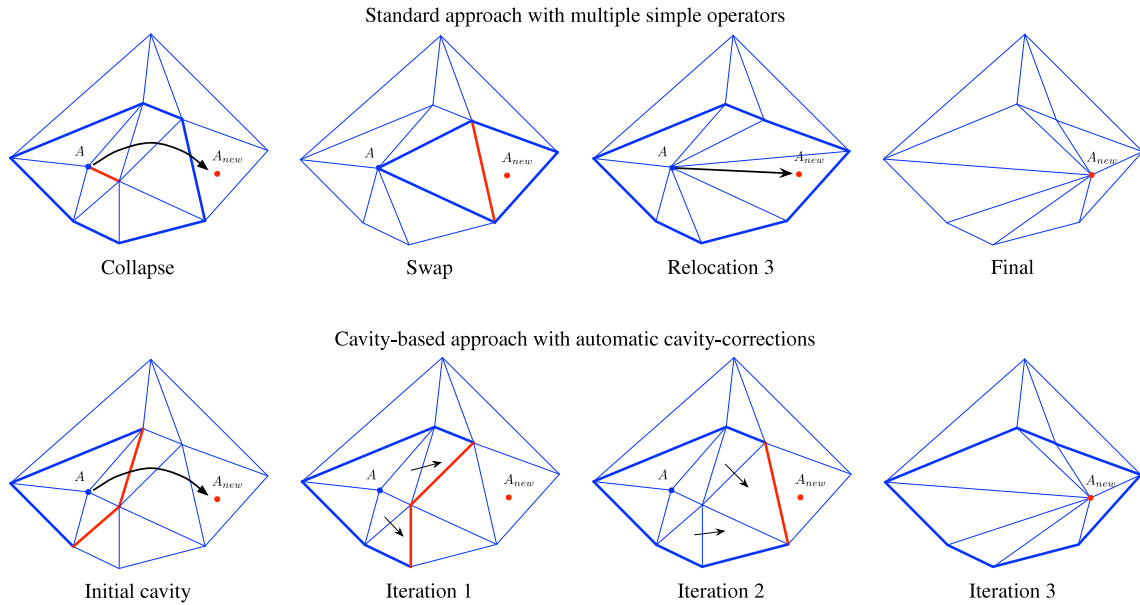 Standard approach with multiple simple operators
A
A_new
A
A_new
A
A_new
A_new
Collapse
Swap
Relocation 3
Final
Cavity-based approach with automatic cavity-corrections
A
A_new
A
A_new
A
A_new
A_new
Initial cavity
Iteration 1
Iteration 2
Iteration 3